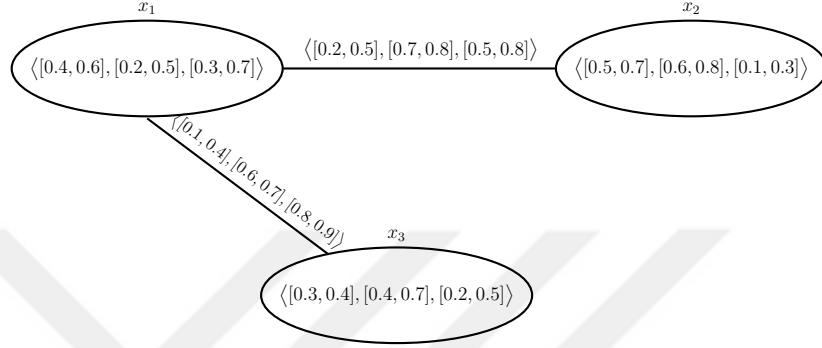 x₁
x₂
⟨[0.4, 0.6], [0.2, 0.5], [0.3, 0.7]⟩
⟨[0.2, 0.5], [0.7, 0.8], [0.5, 0.8]⟩
⟨[0.5, 0.7], [0.6, 0.8], [0.1, 0.3]⟩
⟨[0.1, 0.4], [0.6, 0.7], [0.8, 0.9]⟩
x₃
⟨[0.3, 0.4], [0.4, 0.7], [0.2, 0.5]⟩